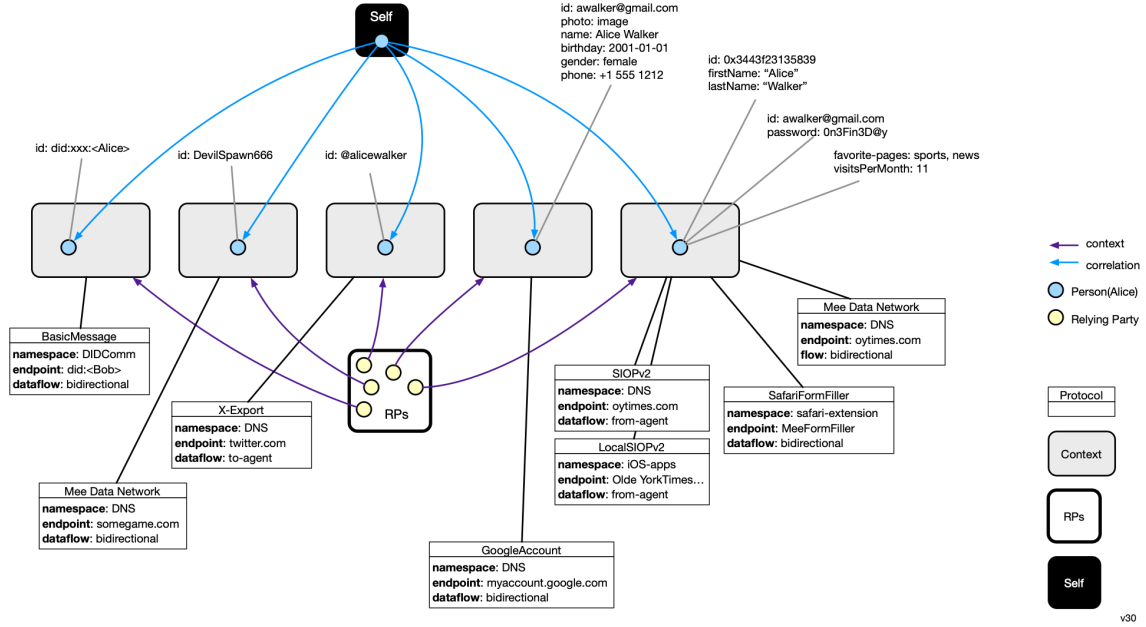 Self
id: awalker@gmail.com
photo: image
name: Alice Walker
birthday: 2001-01-01
gender: female
phone: +1 555 1212
id: 0x3443f23135839
firstName: “Alice”
lastName: “Walker”
id: awalker@gmail.com
password: 0n3Fin3D@y
favorite-pages: sports, news
visitsPerMonth: 11
id: did:xxx:<Alice>
id: DevilSpawn666
id: @alicewalker
context
correlation
Person(Alice)
Relying Party
BasicMessage
namespace: DIDComm
endpoint: did:<Bob>
dataflow: bidirectional
X-Export
namespace: DNS
endpoint: twitter.com
dataflow: to-agent
Mee Data Network
namespace: DNS
endpoint: somegame.com
dataflow: bidirectional
RPs
GoogleAccount
namespace: DNS
endpoint: myaccount.google.com
dataflow: bidirectional
SIOPv2
namespace: DNS
endpoint: oytimes.com
dataflow: from-agent
LocalSIOPv2
namespace: iOS-apps
endpoint: Olde YorkTimes...
dataflow: from-agent
SafariFormFiller
namespace: safari-extension
endpoint: MeeFormFiller
dataflow: bidirectional
Mee Data Network
namespace: DNS
endpoint: oytimes.com
flow: bidirectional
Protocol
Context
RPs
Self
v30